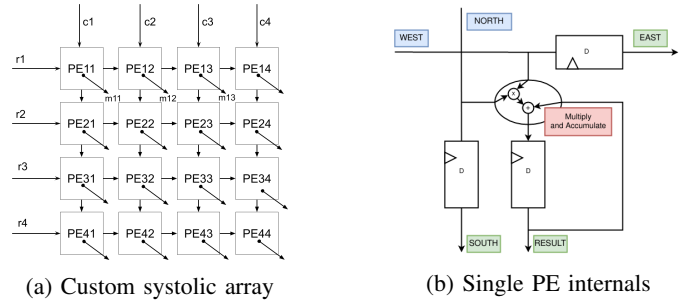 c1 c2 c3 c4
r1 PE11 PE12 PE13 PE14
m11 m12 m13
r2 PE21 PE22 PE23 PE24
r3 PE31 PE32 PE33 PE34
r4 PE41 PE42 PE43 PE44
(a) Custom systolic array
NORTH
WEST
EAST
D
x
+
Multiply
and Accumulate
D
D
SOUTH
RESULT
(b) Single PE internals